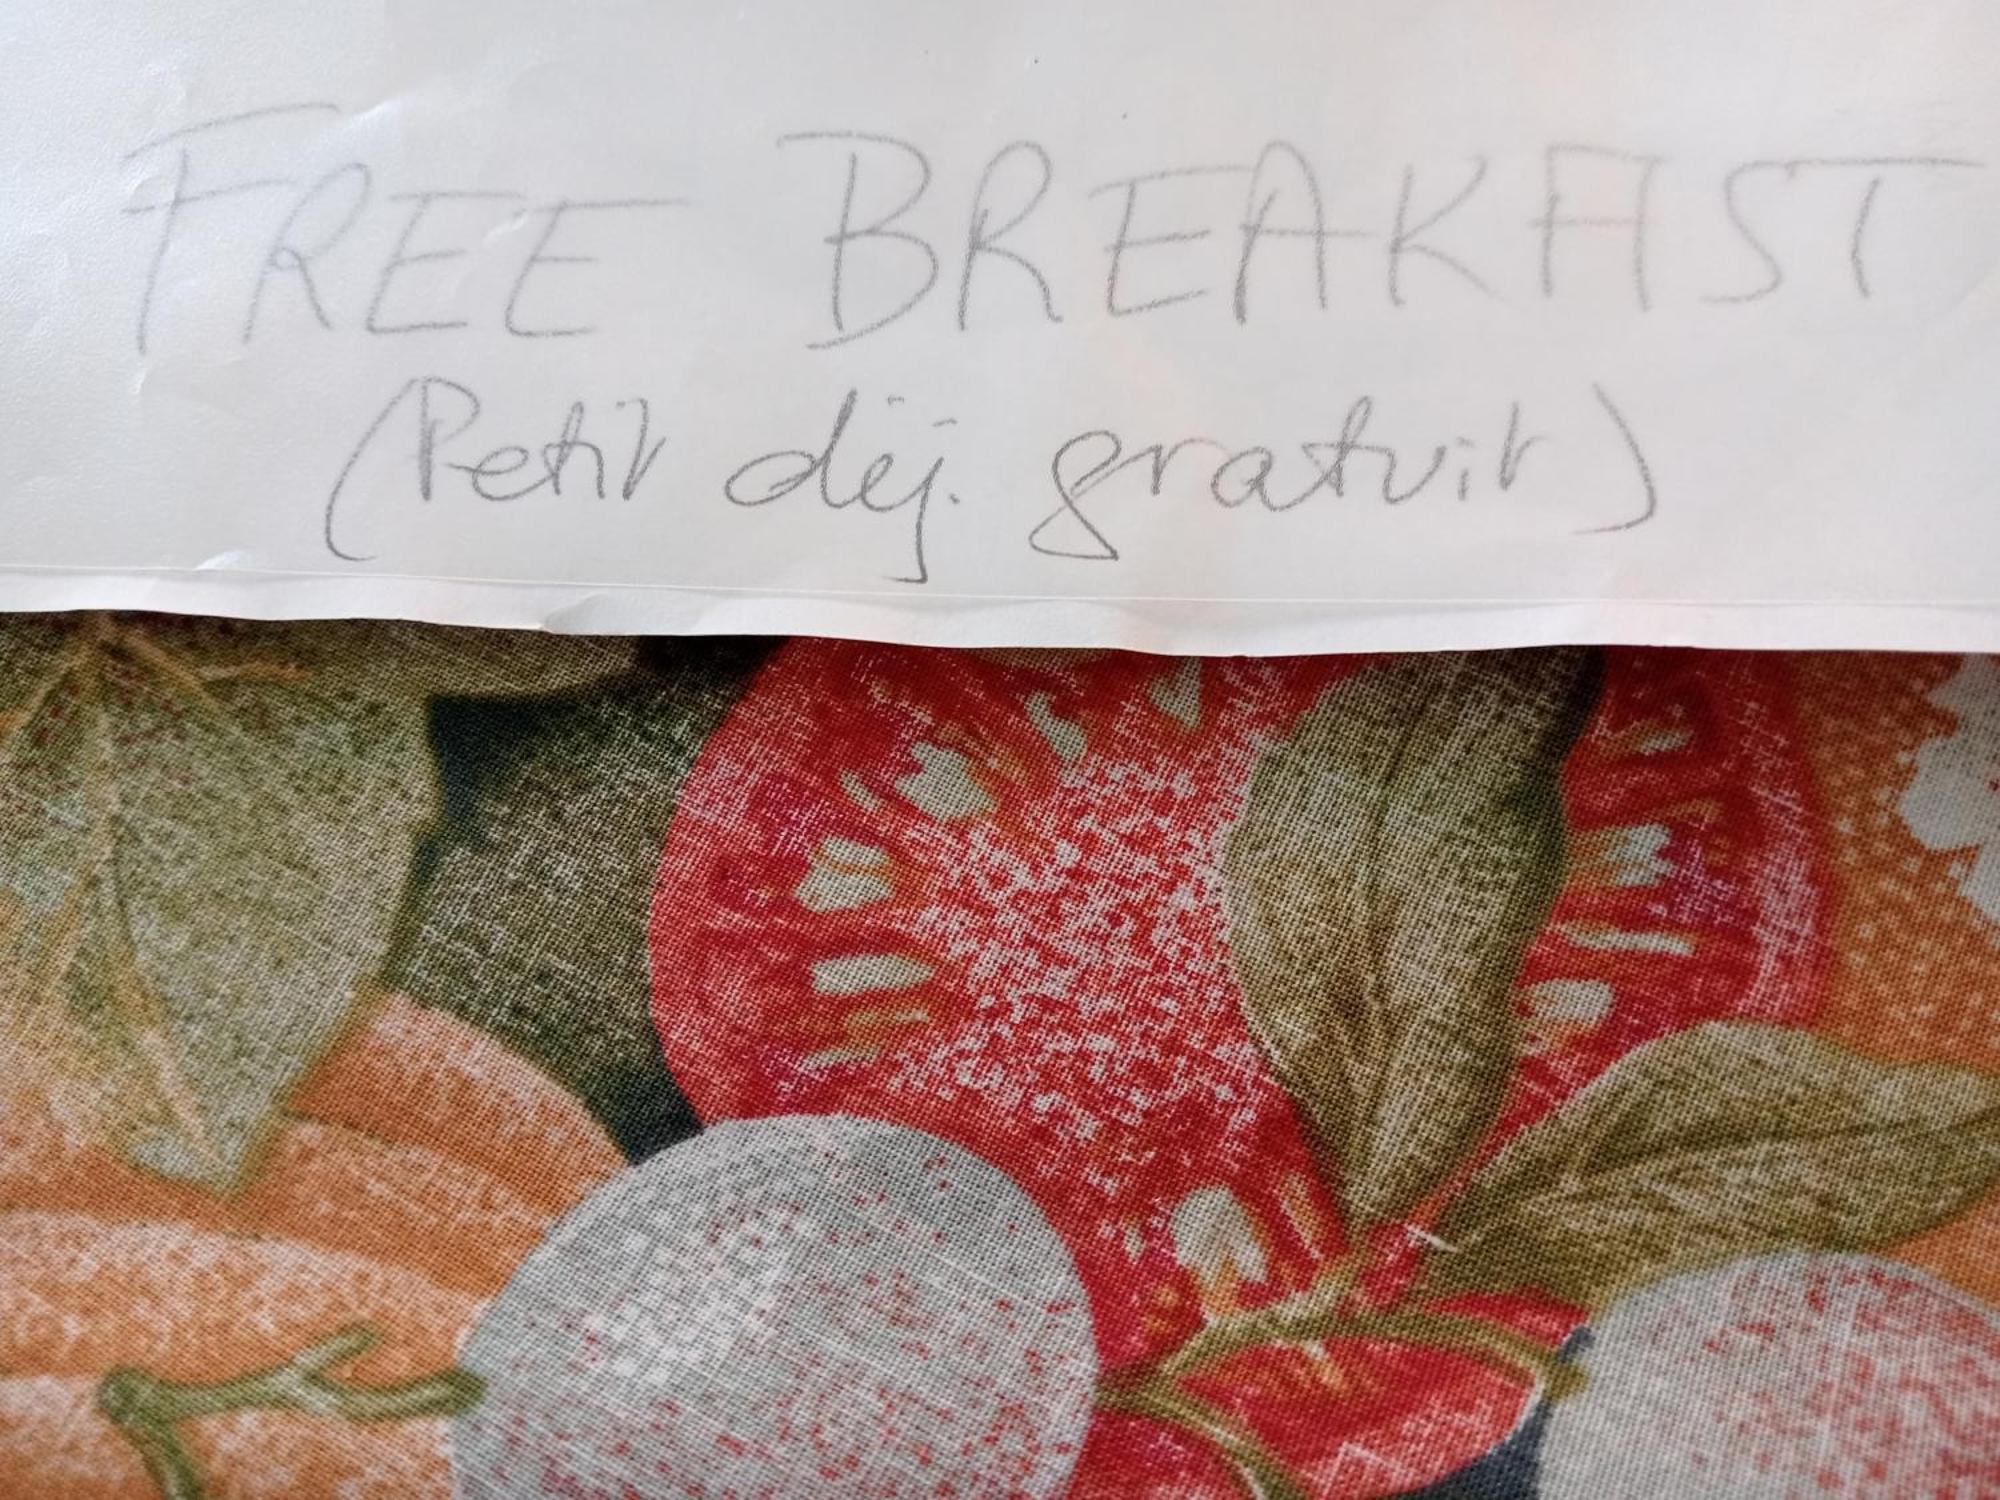 FREE BREAKFAST
(Petit déj. gratuit)